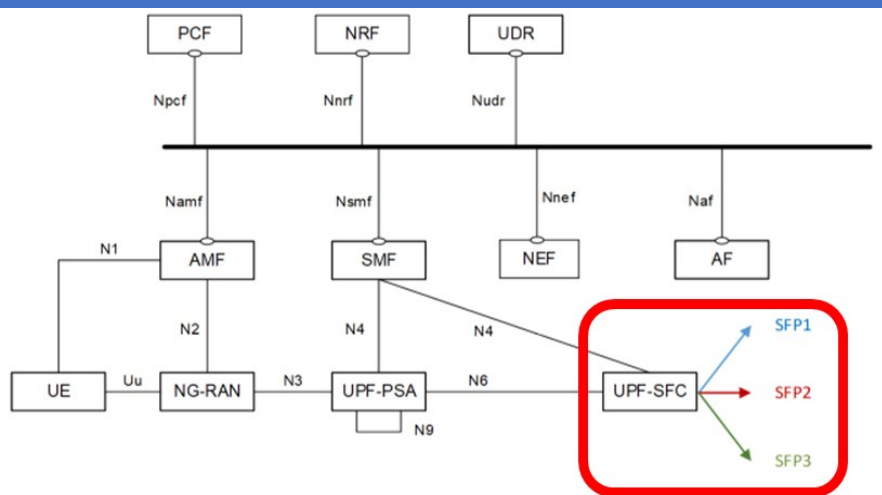 PCF
NRF
UDR
Npcf
Nnrf
Nudr
Namf
Nsmf
Nnef
Naf
N1
AMF
SMF
NEF
AF
N2
N4
N4
SFP1
UE
Uu
NG-RAN
N3
UPF-PSA
N6
UPF-SFC
SFP2
N9
SFP3